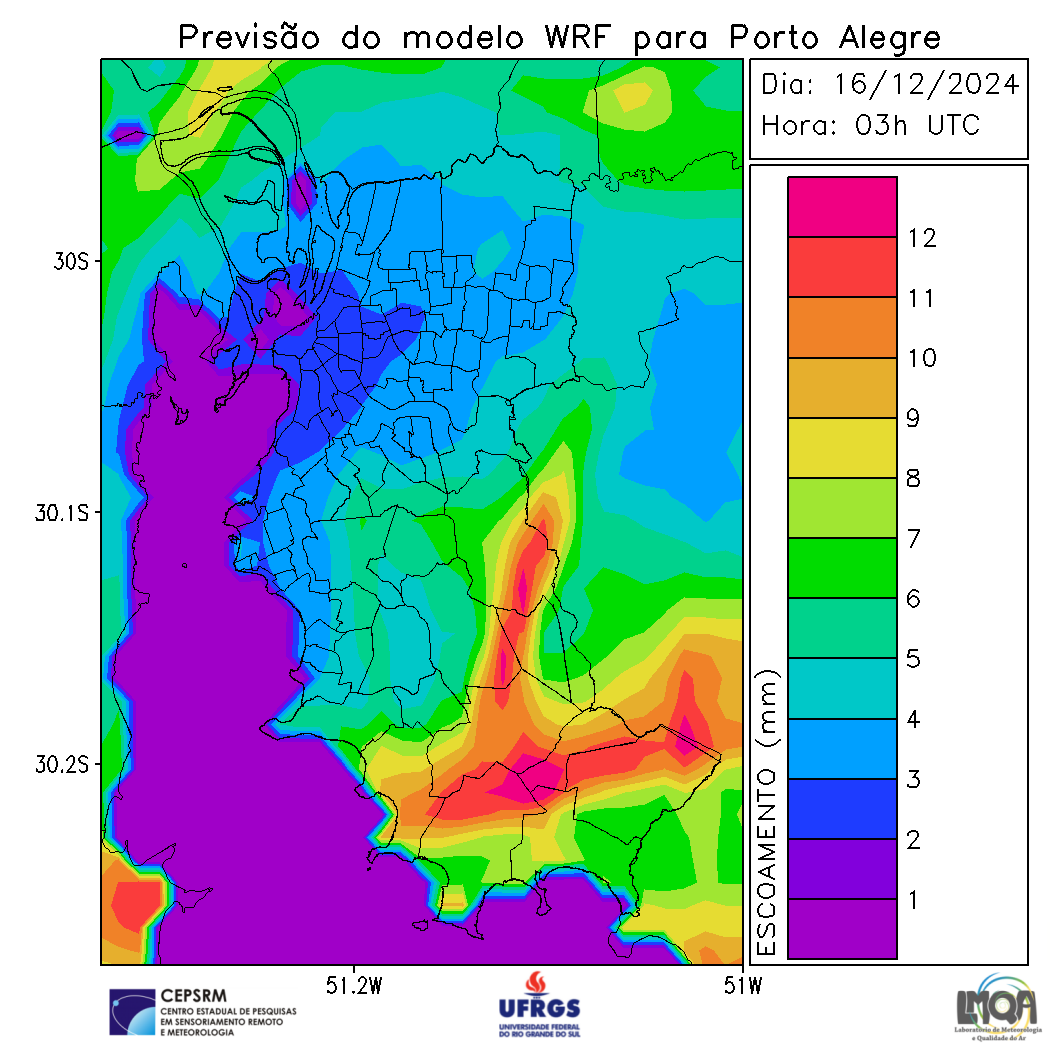 Previsão do modelo WRF para Porto Alegre
Dia: 16/12/2024
Hora: 03h UTC
30S
30.1S
30.2S
51.2W
51W
12
11
10
9
8
7
6
5
4
3
2
1
ESCOAMENTO (mm)
CEPSRM
CENTRO ESTADUAL DE PESQUISAS
EM SENSORIAMENTO REMOTO
E METEOROLOGIA
UFRGS
UNIVERSIDADE FEDERAL
DO RIO GRANDE DO SUL
LMQA
Laboratório de Meteorologia
e Qualidade do Ar